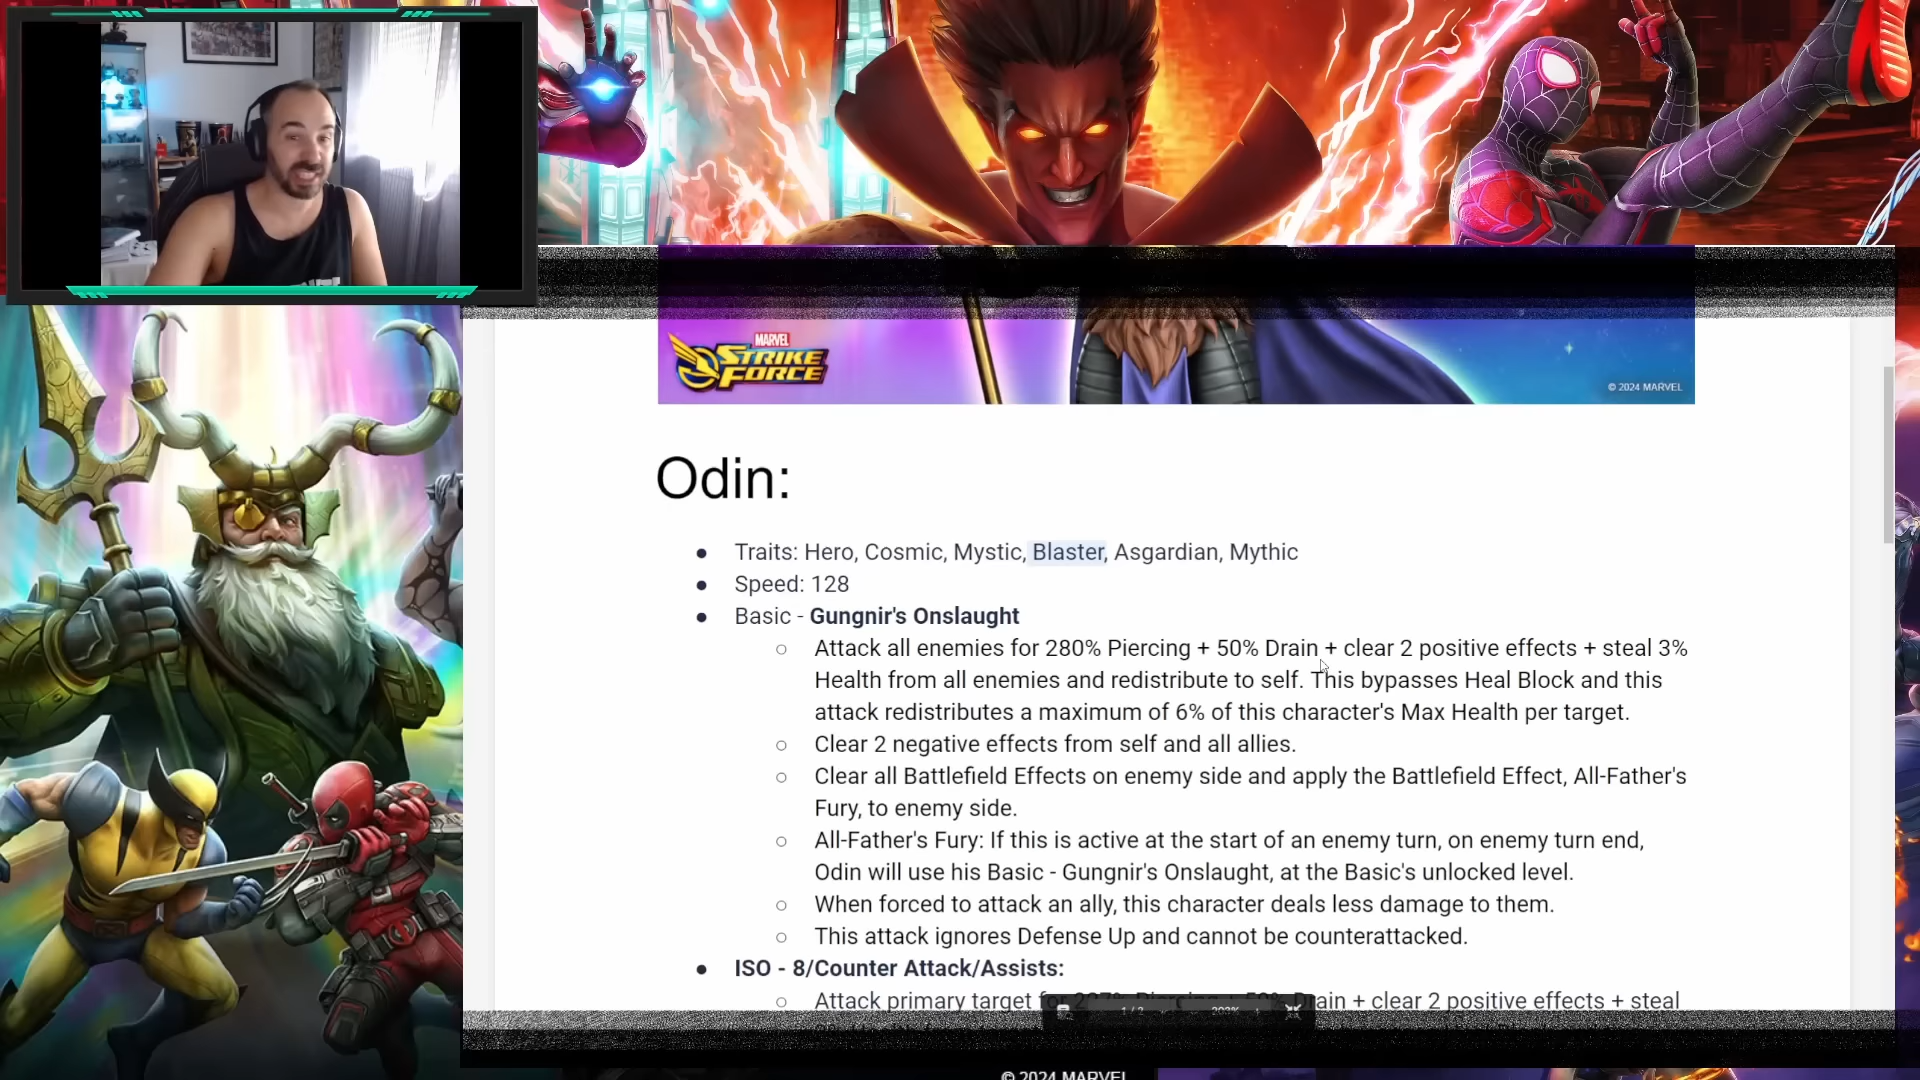 MARVEL
STRIKE
FORCE
© 2024 MARVEL
Odin:
● Traits: Hero, Cosmic, Mystic, Blaster, Asgardian, Mythic
● Speed: 128
● Basic - Gungnir's Onslaught
○ Attack all enemies for 280% Piercing + 50% Drain + clear 2 positive effects + steal 3%
Health from all enemies and redistribute to self. This bypasses Heal Block and this
attack redistributes a maximum of 6% of this character's Max Health per target.
○ Clear 2 negative effects from self and all allies.
○ Clear all Battlefield Effects on enemy side and apply the Battlefield Effect, All-Father's
Fury, to enemy side.
○ All-Father's Fury: If this is active at the start of an enemy turn, on enemy turn end,
Odin will use his Basic - Gungnir's Onslaught, at the Basic's unlocked level.
○ When forced to attack an ally, this character deals less damage to them.
○ This attack ignores Defense Up and cannot be counterattacked.
● ISO - 8/Counter Attack/Assists:
○ Attack primary target Piercing + 50% Drain + clear 2 positive effects + steal
© 2024 MARVEL